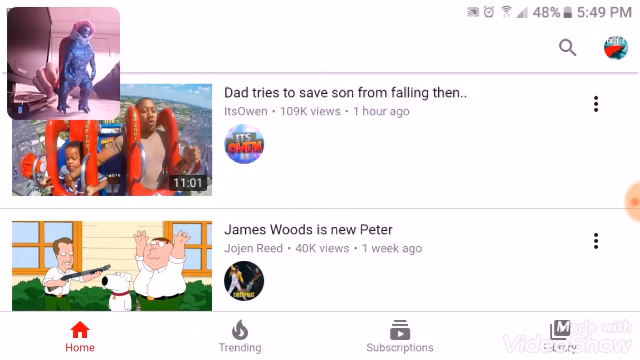 48% 5:49 PM
Dad tries to save son from falling then..
ItsOwen • 109K views • 1 hour ago
ITS
OWEN
11:01
James Woods is new Peter
Jojen Reed • 40K views • 1 week ago
Home
Trending
Subscriptions
Made with
VideoShow